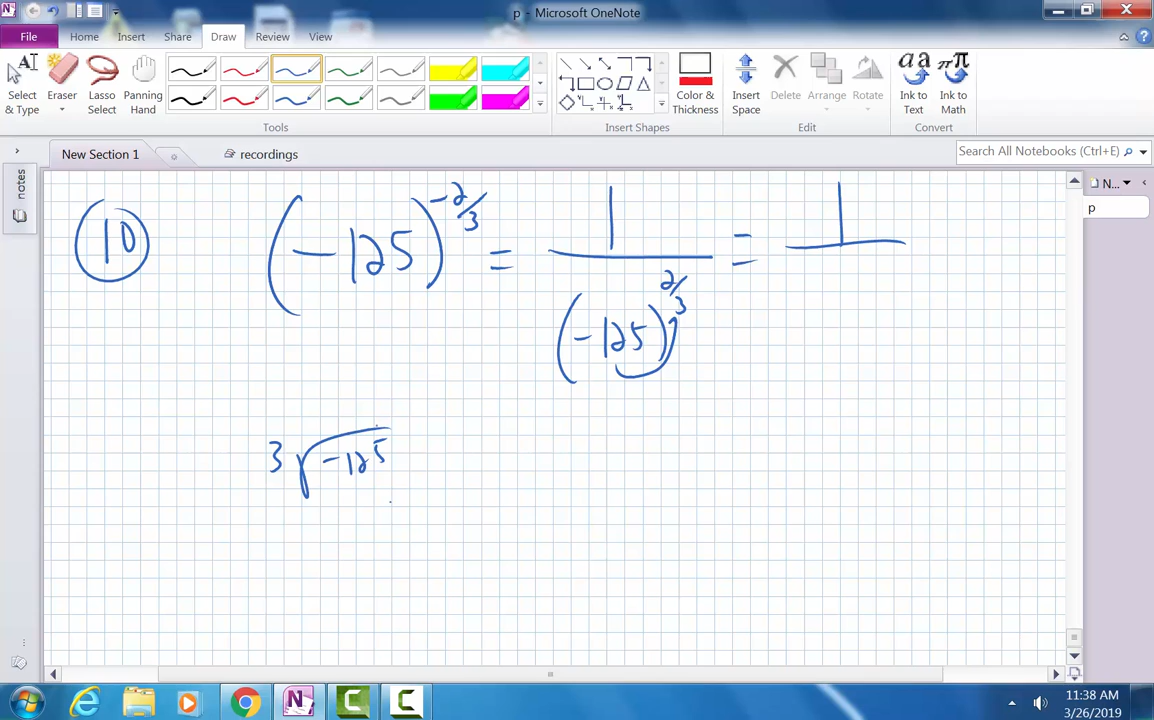 p - Microsoft OneNote
File Home Insert Share Draw Review View
Select & Type Eraser Lasso Select Panning Hand Color & Thickness Insert Space Delete Arrange Rotate Ink to Text Ink to Math
Tools Insert Shapes Edit Convert
New Section 1 recordings Search All Notebooks (Ctrl+E) N...
notes
p
10 (-125)^{-2/3} = 1/(-125)^{2/3} = 1/
3√-125
11:38 AM
3/26/2019